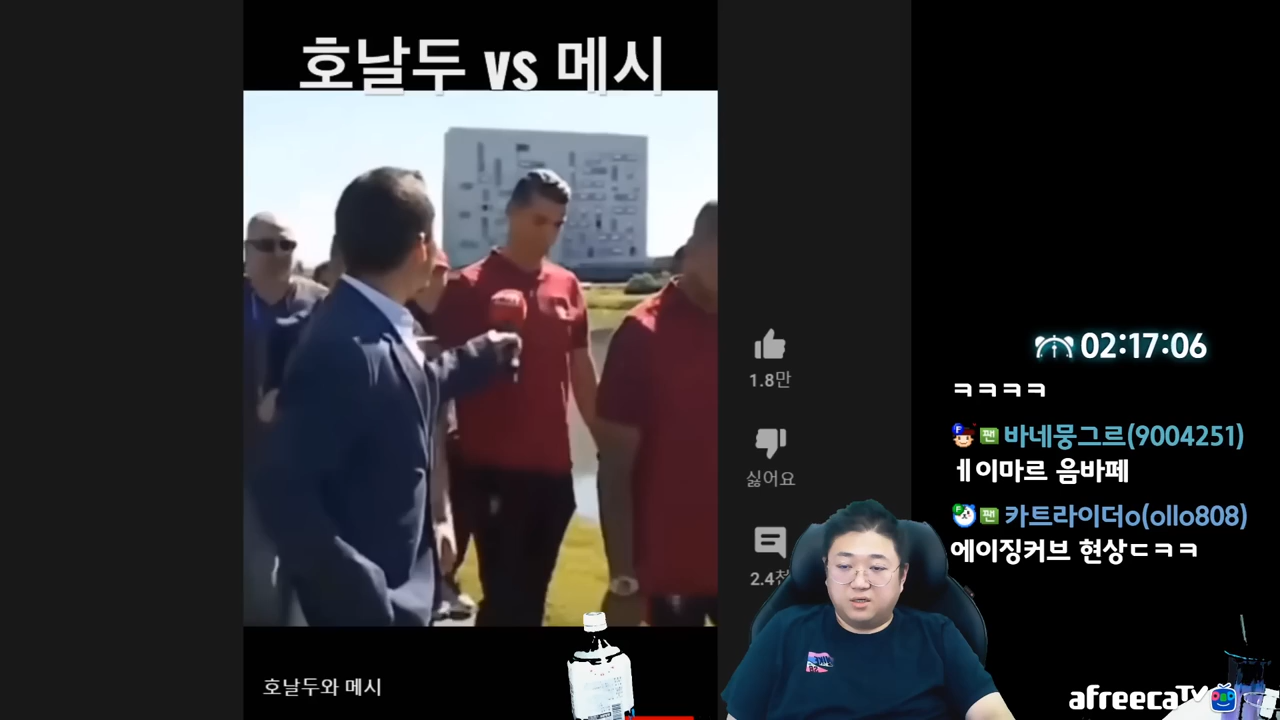 호날두 vs 메시
1.8만
싫어요
2.4천
호날두와 메시
02:17:06
ㅋㅋㅋㅋ
팬 바네뭉그르(9004251)
ㅔ이마르 음바페
팬 카트라이더o(ollo808)
에이징커브 현상ㄷㅋㅋ
afreecaTV